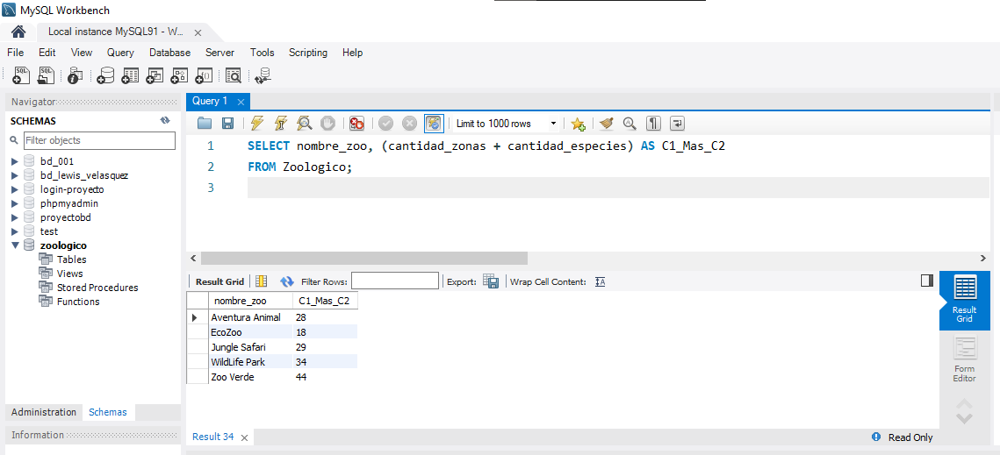 MySQL Workbench
Local instance MySQL91 - W... ×
File Edit View Query Database Server Tools Scripting Help
Navigator
SCHEMAS
Filter objects
bd_001
bd_lewis_velasquez
login-proyecto
phpmyadmin
proyectobd
test
zoologico
Tables
Views
Stored Procedures
Functions
Administration Schemas
Information
Query 1 ×
Limit to 1000 rows
1 SELECT nombre_zoo, (cantidad_zonas + cantidad_especies) AS C1_Mas_C2
2 FROM Zoologico;
3
Result Grid Filter Rows: Export: Wrap Cell Content:
nombre_zoo C1_Mas_C2
Aventura Animal 28
EcoZoo 18
Jungle Safari 29
WildLife Park 34
Zoo Verde 44
Result
Grid
Form
Editor
Result 34 ×
Read Only